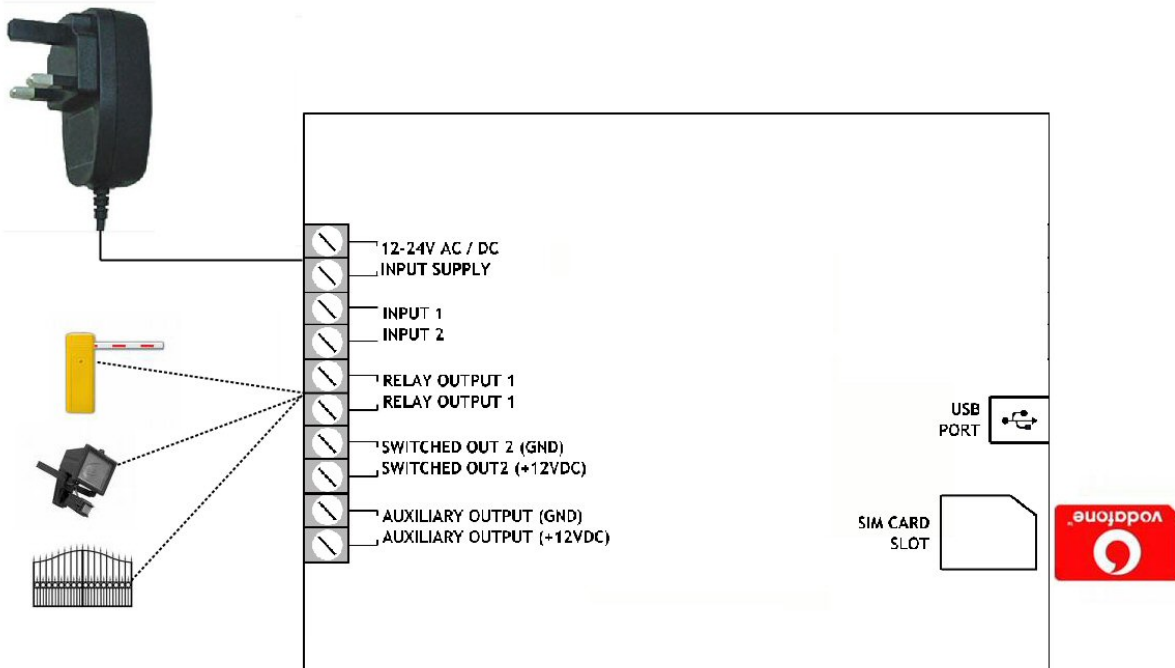 12-24V AC / DC
INPUT SUPPLY
INPUT 1
INPUT 2
RELAY OUTPUT 1
RELAY OUTPUT 1
SWITCHED OUT 2 (GND)
SWITCHED OUT2 (+12VDC)
AUXILIARY OUTPUT (GND)
AUXILIARY OUTPUT (+12VDC)
USB
PORT
SIM CARD
SLOT
vodafone™